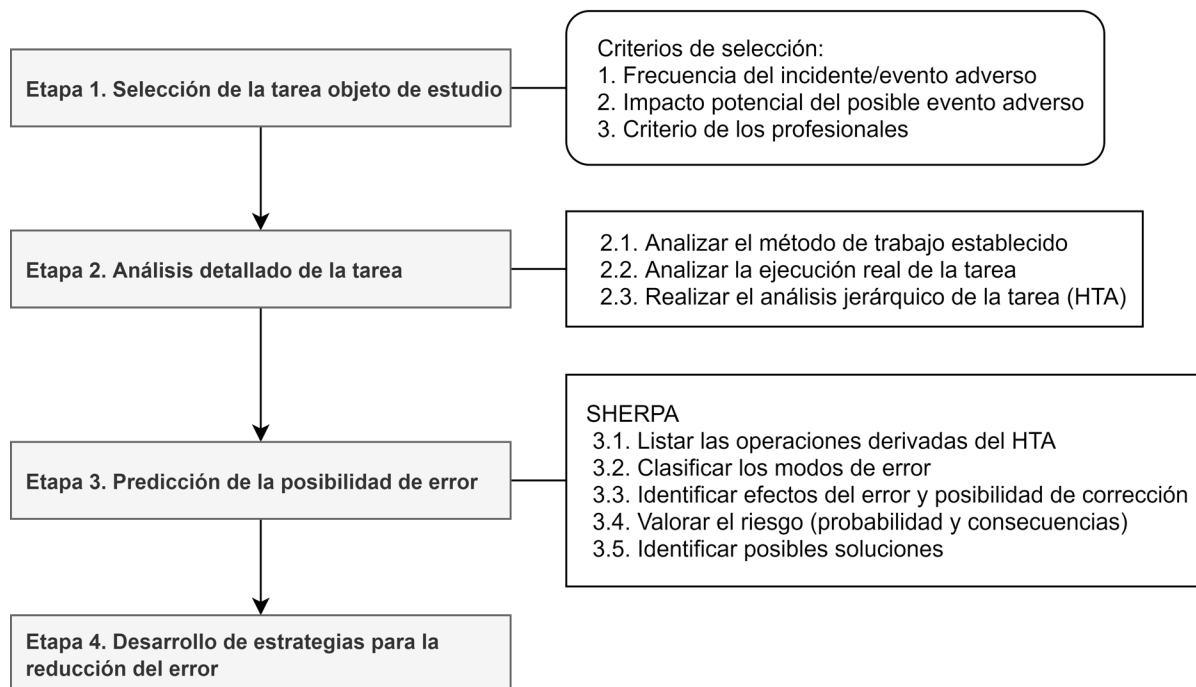 Etapa 1. Selección de la tarea objeto de estudio
Criterios de selección:
1. Frecuencia del incidente/evento adverso
2. Impacto potencial del posible evento adverso
3. Criterio de los profesionales
Etapa 2. Análisis detallado de la tarea
2.1. Analizar el método de trabajo establecido
2.2. Analizar la ejecución real de la tarea
2.3. Realizar el análisis jerárquico de la tarea (HTA)
Etapa 3. Predicción de la posibilidad de error
SHERPA
3.1. Listar las operaciones derivadas del HTA
3.2. Clasificar los modos de error
3.3. Identificar efectos del error y posibilidad de corrección
3.4. Valorar el riesgo (probabilidad y consecuencias)
3.5. Identificar posibles soluciones
Etapa 4. Desarrollo de estrategias para la
reducción del error